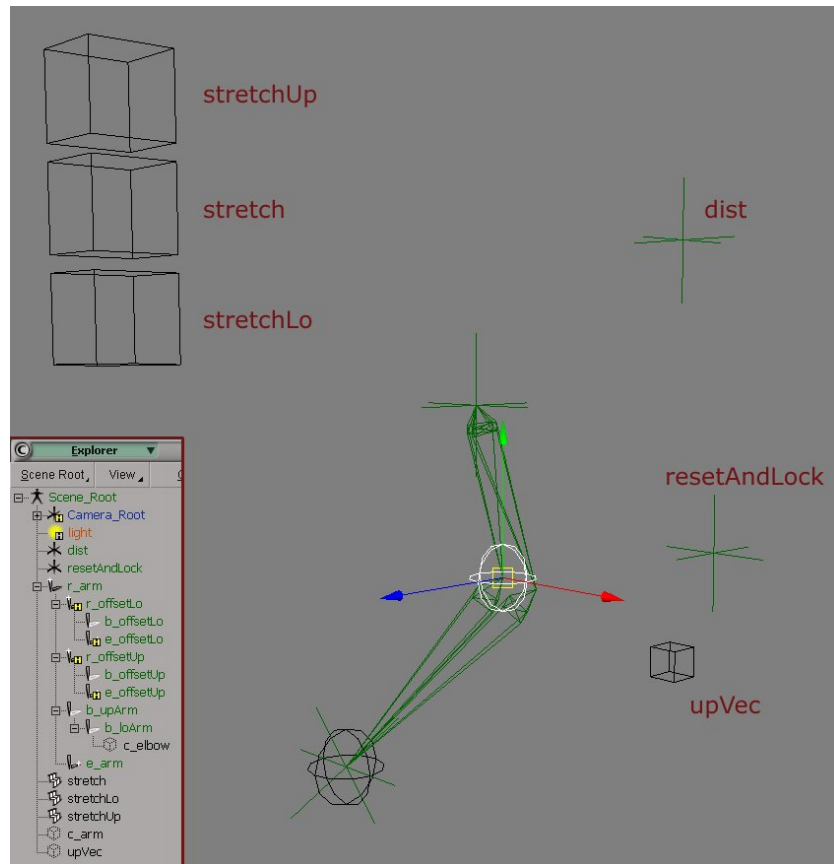 stretchUp
stretch
dist
stretchLo
resetAndLock
upVec
C Explorer
Scene Root, View
Scene_Root
Camera_Root
light
dist
resetAndLock
r_arm
r_offsetLo
b_offsetLo
e_offsetLo
r_offsetUp
b_offsetUp
e_offsetUp
b_upArm
b_loArm
c_elbow
e_arm
stretch
stretchLo
stretchUp
c_arm
upVec